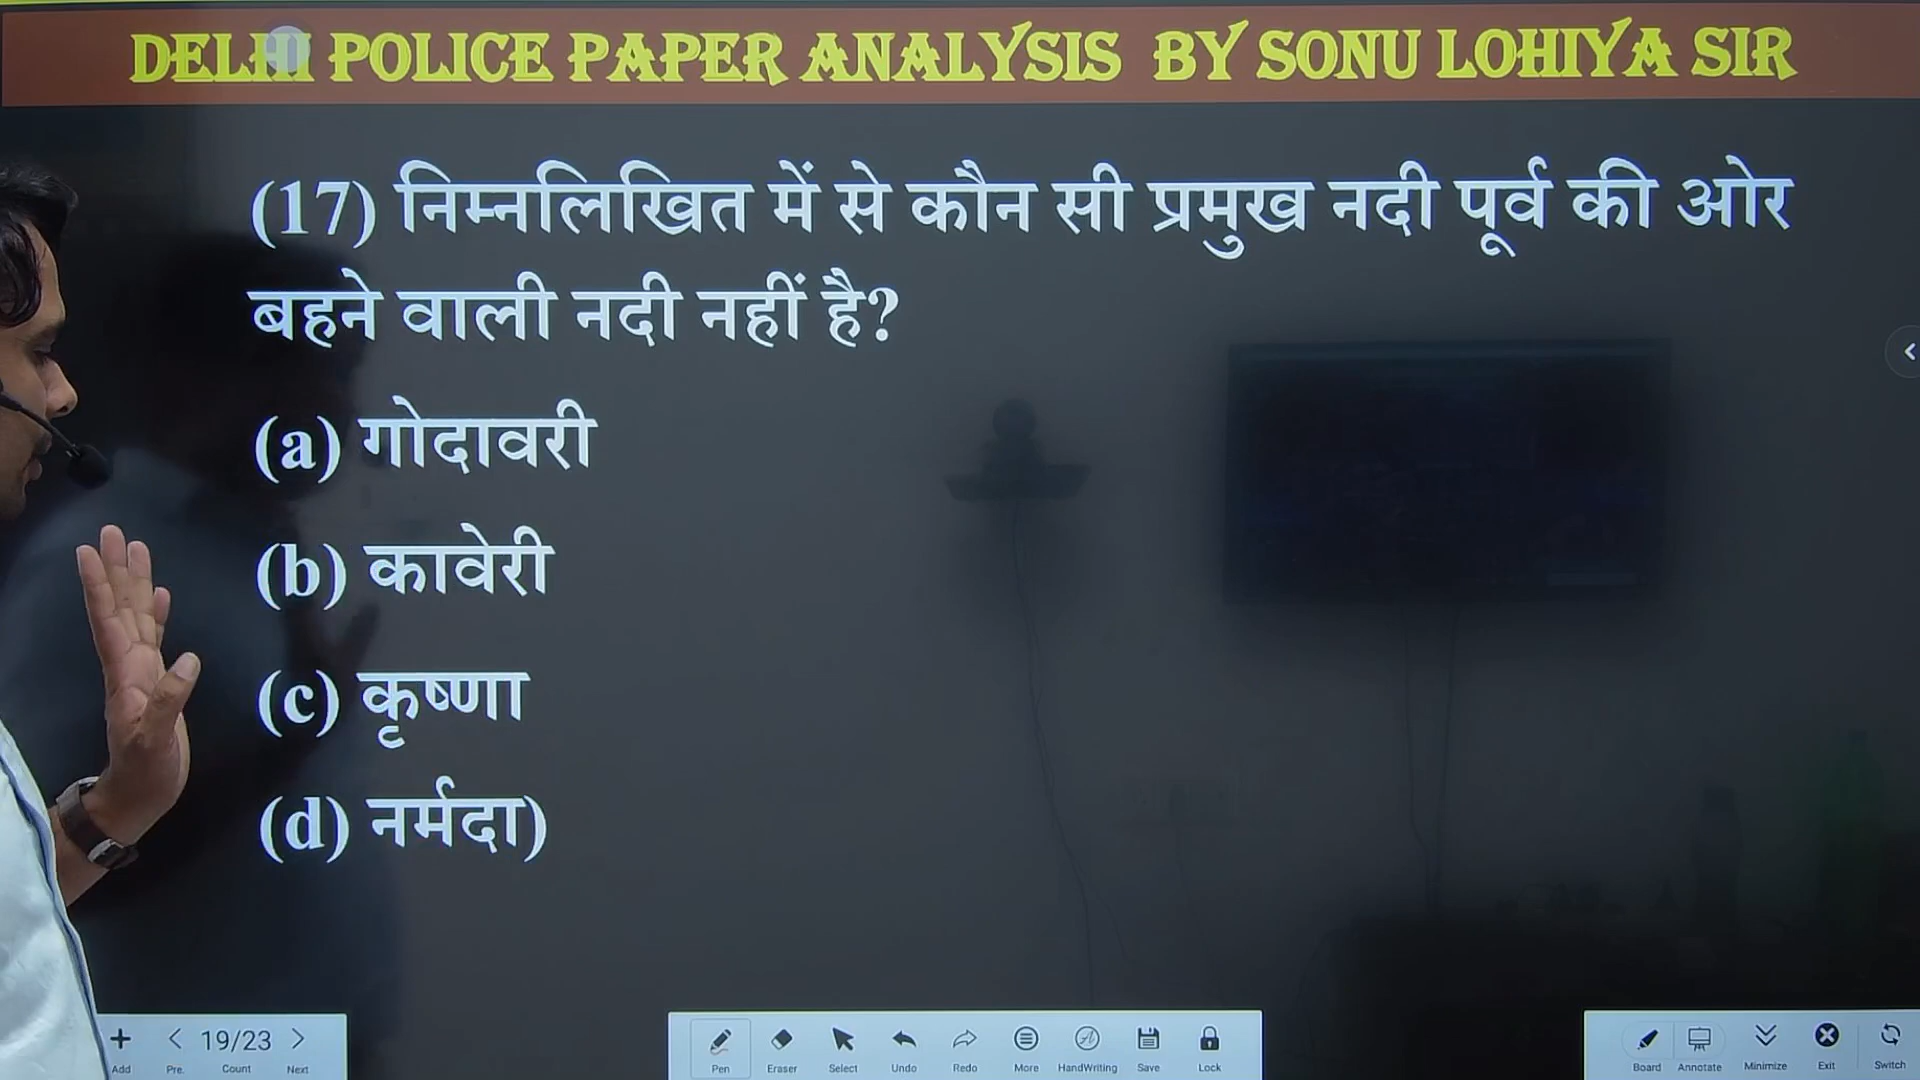 DELHI POLICE PAPER ANALYSIS BY SONU LOHIYA SIR
(17) निम्नलिखित में से कौन सी प्रमुख नदी पूर्व की ओर
बहने वाली नदी नहीं है?
(a) गोदावरी
(b) कावेरी
(c) कृष्णा
(d) नर्मदा)
19/23
Add Pre. Count Next
Pen Eraser Select Undo Redo More HandWriting Save Lock
Board Annotate Minimize Exit Switch